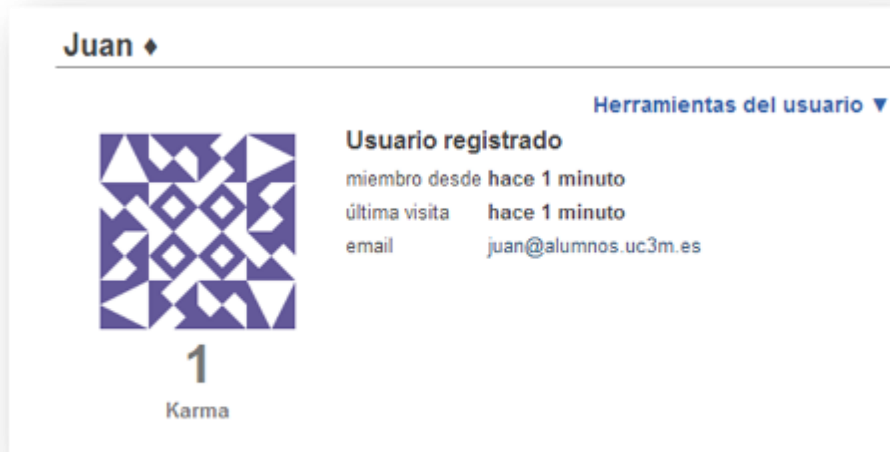 Juan ♦
Herramientas del usuario ▼
Usuario registrado
miembro desde hace 1 minuto
última visita hace 1 minuto
email juan@alumnos.uc3m.es
1
Karma